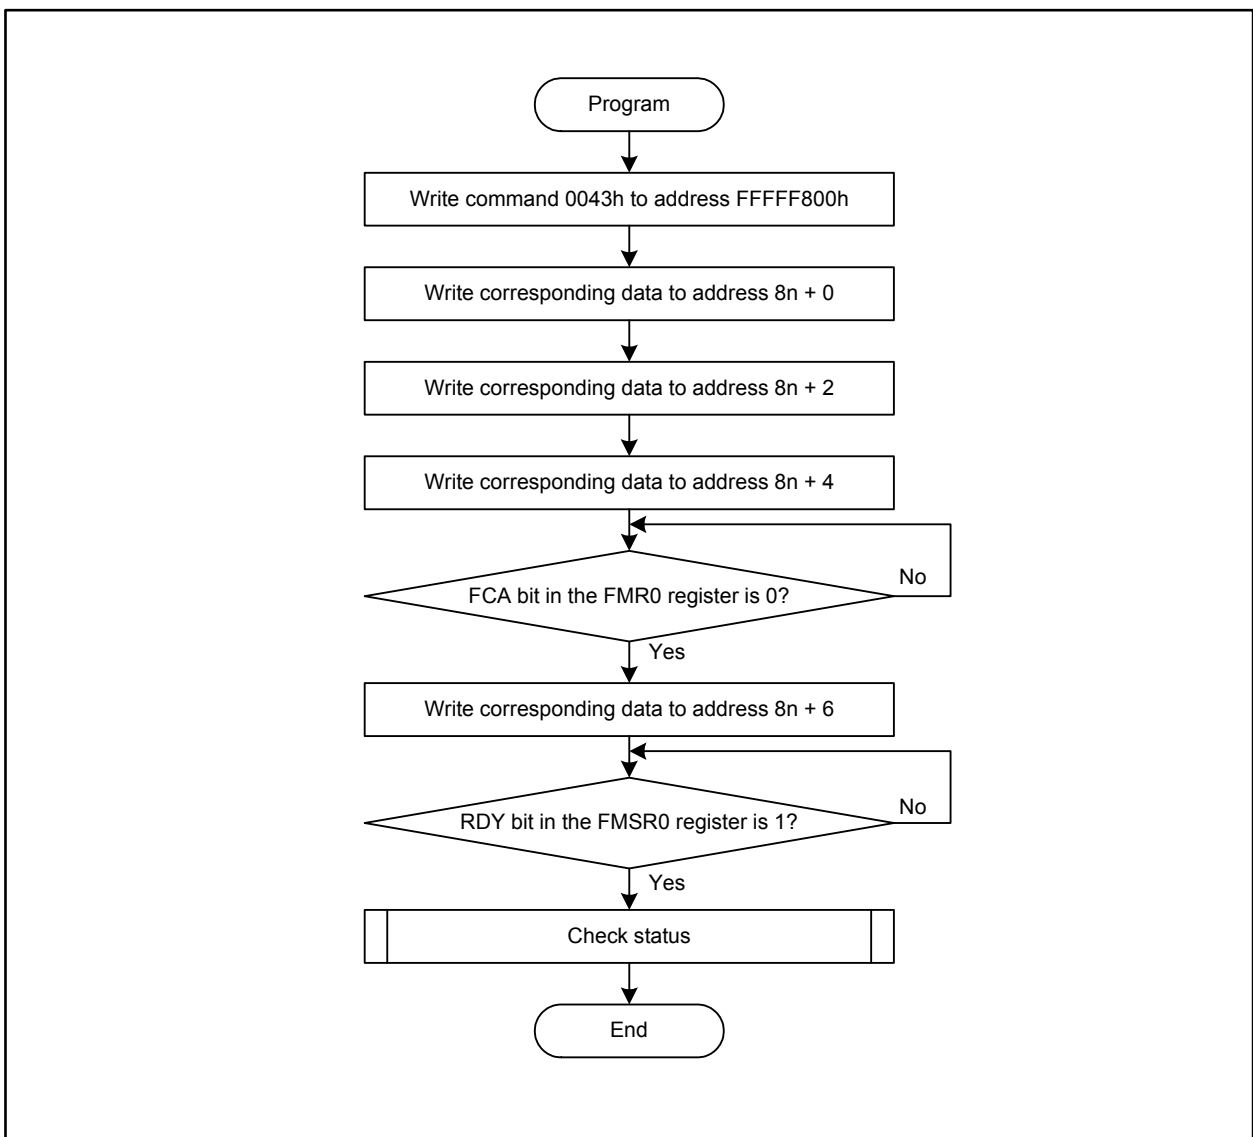 Program
Write command 0043h to address FFFFF800h
Write corresponding data to address 8n + 0
Write corresponding data to address 8n + 2
Write corresponding data to address 8n + 4
FCA bit in the FMR0 register is 0?
No
Yes
Write corresponding data to address 8n + 6
RDY bit in the FMSR0 register is 1?
No
Yes
Check status
End